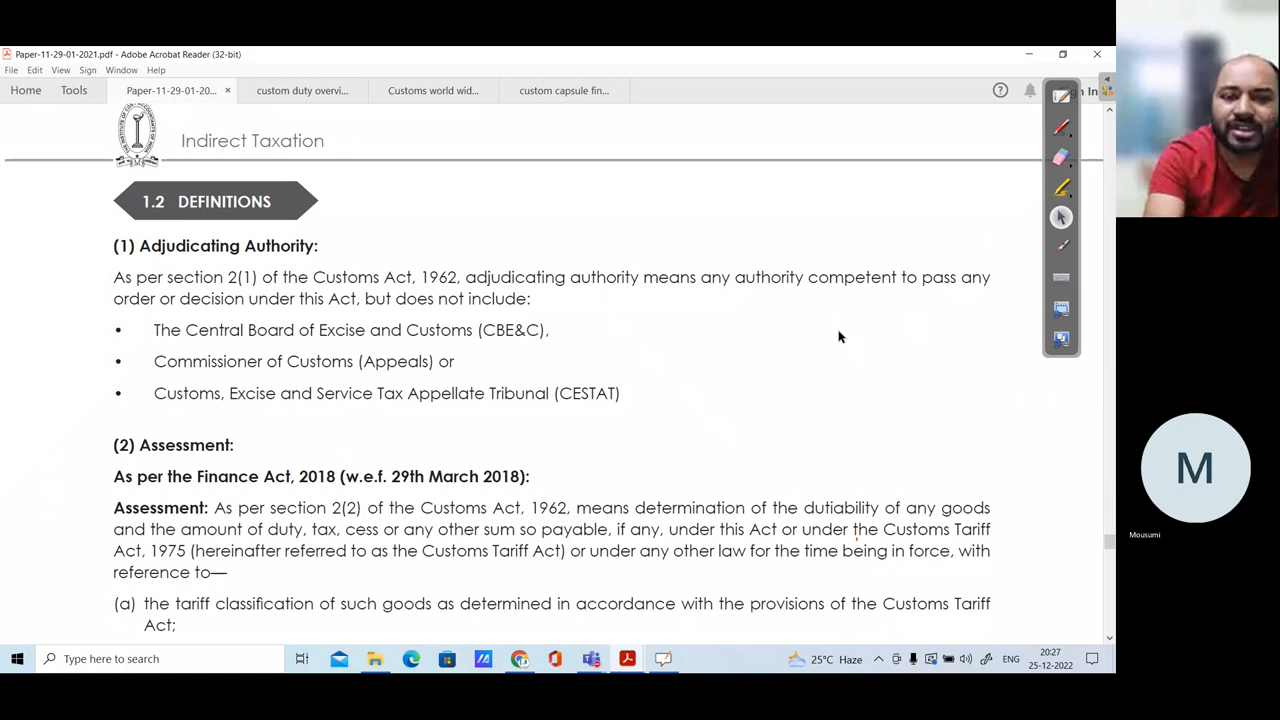 Paper-11-29-01-2021.pdf - Adobe Acrobat Reader (32-bit)
File Edit View Sign Window Help
Home Tools Paper-11-29-01-20... × custom duty overvi... Customs world wid... custom capsule fin... In
Indirect Taxation
1.2 DEFINITIONS
(1) Adjudicating Authority:
As per section 2(1) of the Customs Act, 1962, adjudicating authority means any authority competent to pass any
order or decision under this Act, but does not include:
• The Central Board of Excise and Customs (CBE&C),
• Commissioner of Customs (Appeals) or
• Customs, Excise and Service Tax Appellate Tribunal (CESTAT)
(2) Assessment:
As per the Finance Act, 2018 (w.e.f. 29th March 2018):
Assessment: As per section 2(2) of the Customs Act, 1962, means determination of the dutiability of any goods
and the amount of duty, tax, cess or any other sum so payable, if any, under this Act or under the Customs Tariff
Act, 1975 (hereinafter referred to as the Customs Tariff Act) or under any other law for the time being in force, with
reference to—
(a) the tariff classification of such goods as determined in accordance with the provisions of the Customs Tariff
Act;
M
Mousumi
Type here to search
25°C Haze
ENG
20:27
25-12-2022